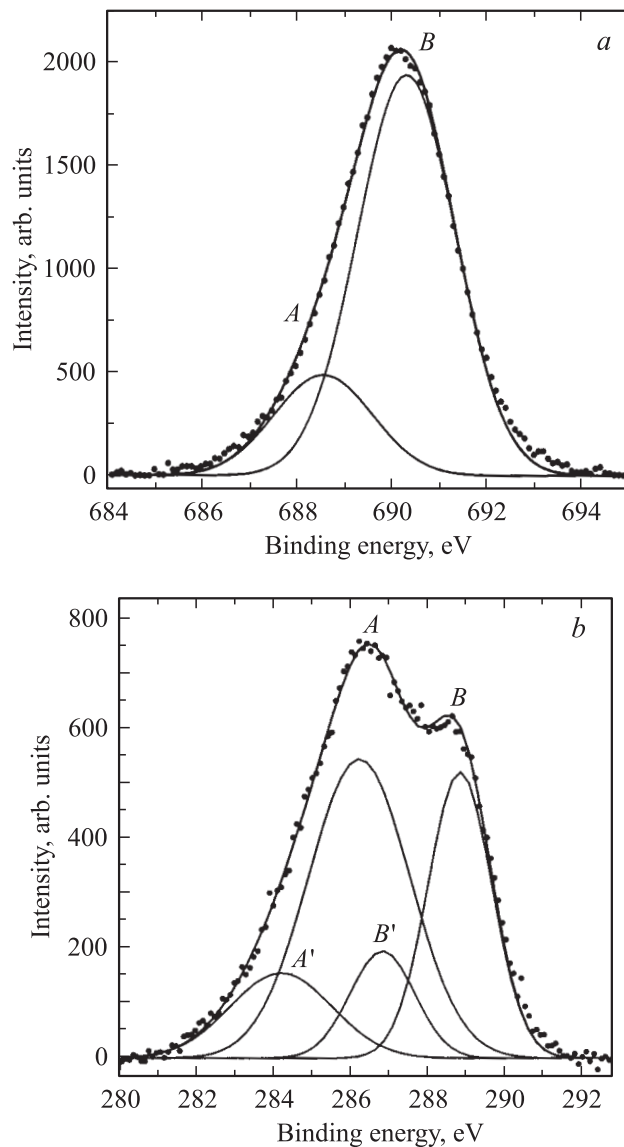 a
B
A
2000
1500
1000
500
0
Intensity, arb. units
684 686 688 690 692 694
Binding energy, eV
b
A
B
A'
B'
800
600
400
200
0
Intensity, arb. units
280 282 284 286 288 290 292
Binding energy, eV